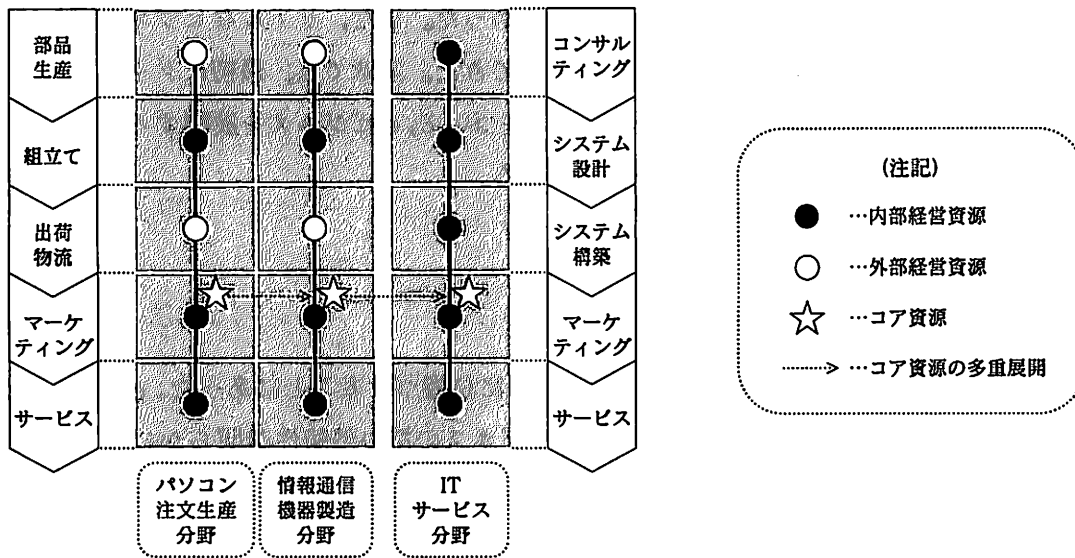 部品
生産
組立て
出荷
物流
マーケ
ティング
サービス
コンサル
ティング
システム
設計
システム
構築
マーケ
ティング
サービス
パソコン
注文生産
分野
情報通信
機器製造
分野
IT
サービス
分野
(注記)
● …内部経営資源
○ …外部経営資源
☆ …コア資源
…コア資源の多重展開